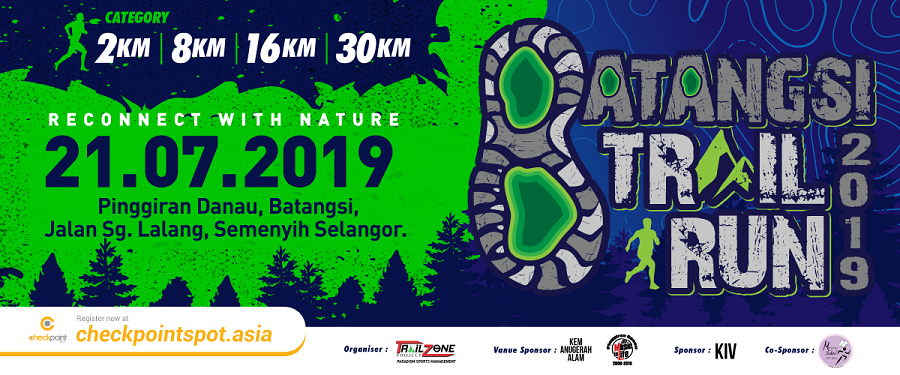 CATEGORY
2KM | 8KM | 16KM | 30KM
RECONNECT WITH NATURE
21.07.2019
Pinggiran Danau, Batangsi,
Jalan Sg. Lalang, Semenyih Selangor.
BATANGSI
TRAIL
RUN
2019
Register now at
checkpointspot.asia
checkpoint
Organiser :
TRAILZONE
PROJECT
PARADIGM SPORTS MANAGEMENT
Vanue Sponsor :
KEM
ANUGERAH
ALAM
Sponsor : KIV
Co-Sponsor :